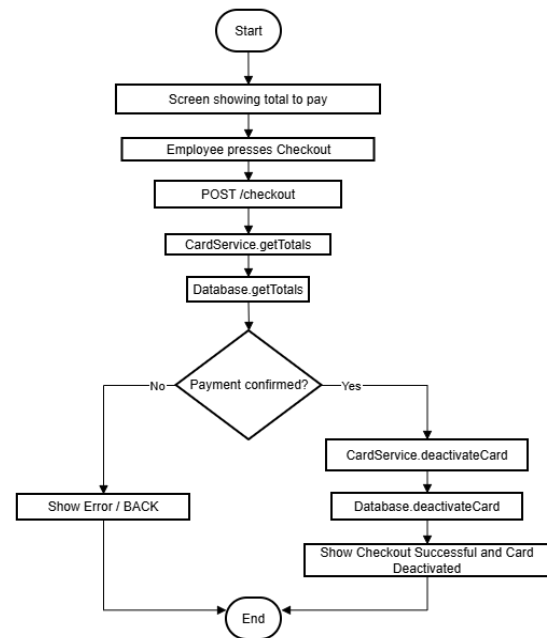 Start
Screen showing total to pay
Employee presses Checkout
POST /checkout
CardService.getTotals
Database.getTotals
Payment confirmed?
No
Yes
CardService.deactivateCard
Show Error / BACK
Database.deactivateCard
Show Checkout Successful and Card
Deactivated
End